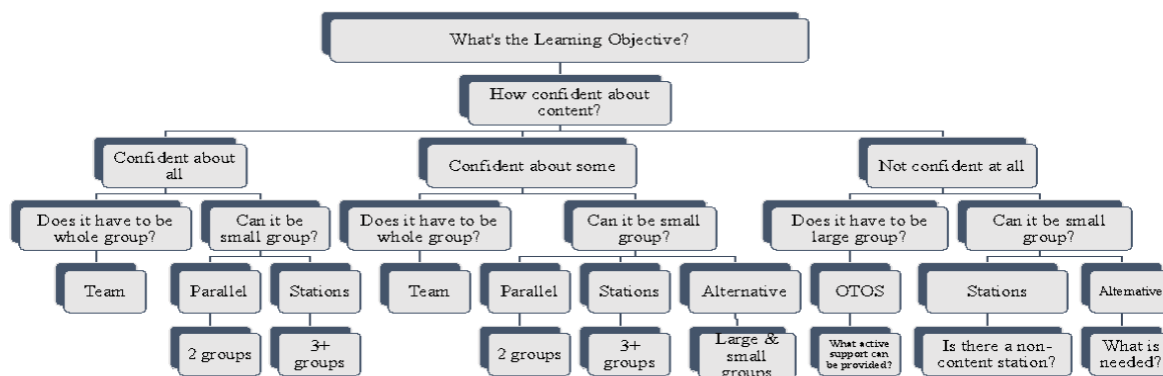 What's the Learning Objective?
How confident about
content?
Confident about
all
Confident about some
Not confident at all
Does it have to be
whole group?
Can it be
small group?
Does it have to be
whole group?
Can it be small
group?
Does it have to be
large group?
Can it be small
group?
Team
Parallel
Stations
Team
Parallel
Stations
Alternative
OTOS
Stations
Alternative
2 groups
3+
groups
2 groups
3+
groups
Large &
small
groups
What active
support can
be provided?
Is there a non-
content station?
What is
needed?